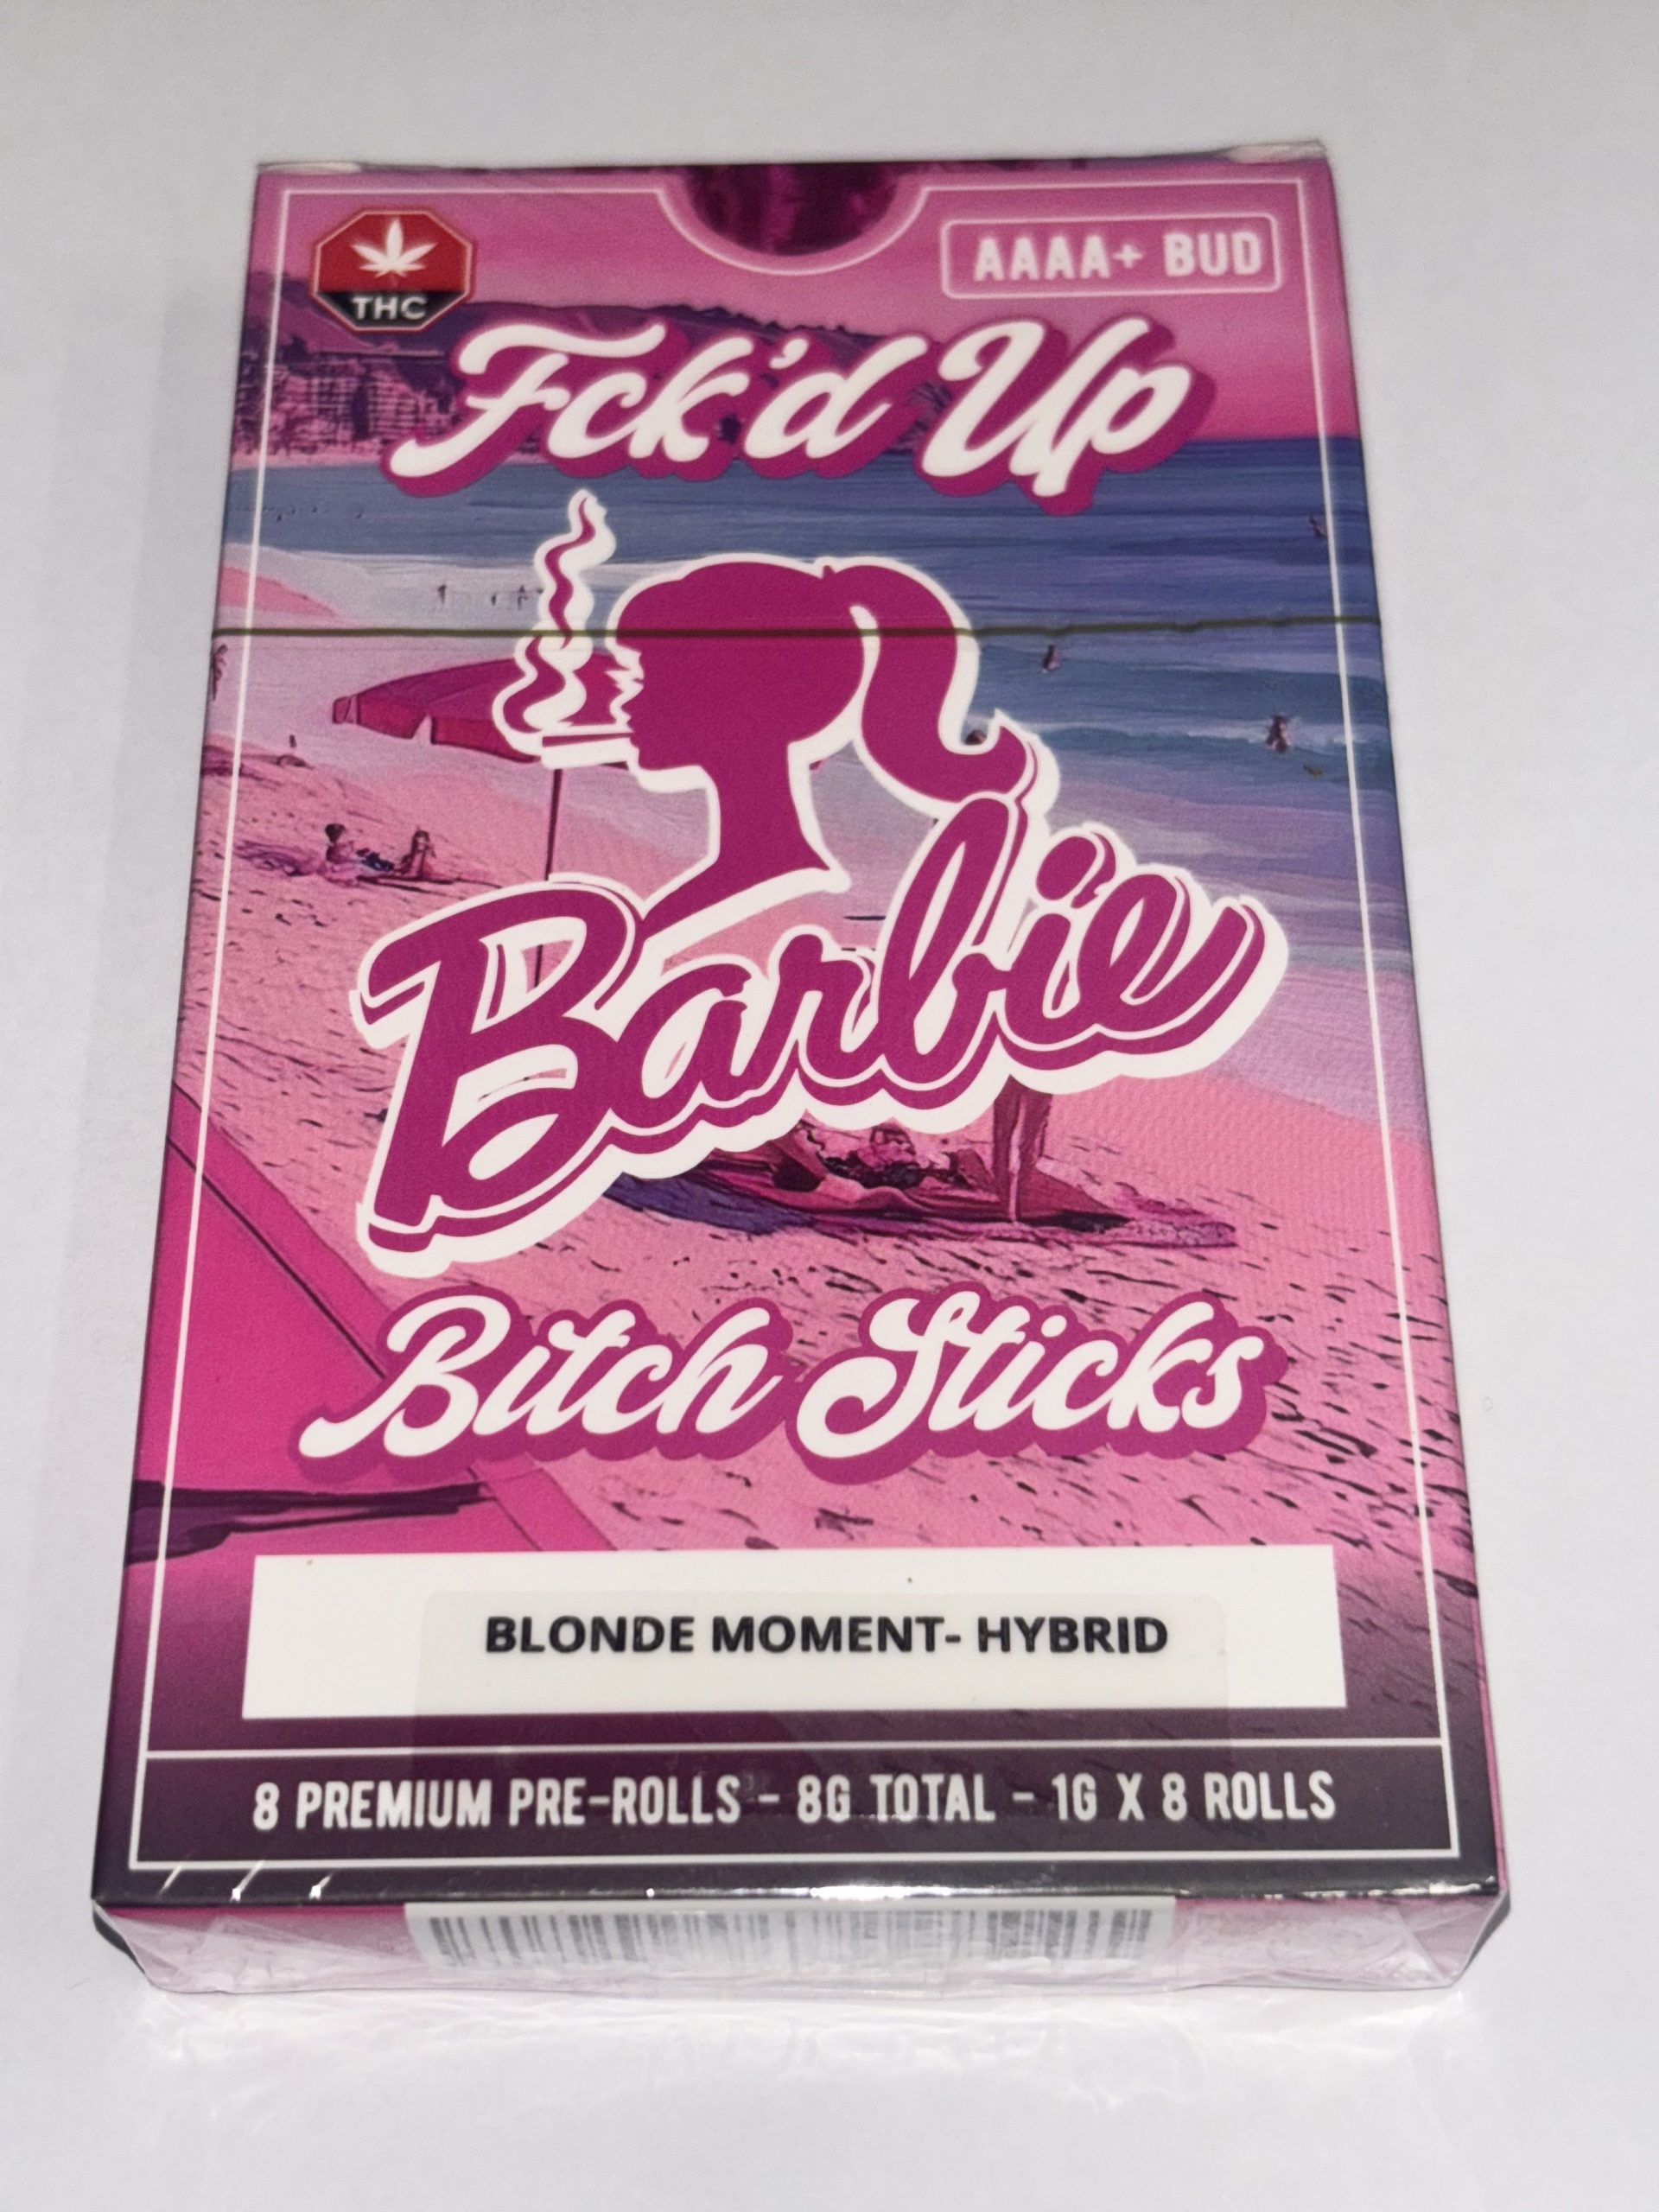 THC
AAAA+ BUD
Fck'd Up
Barbie
Bitch Sticks
BLONDE MOMENT- HYBRID
8 PREMIUM PRE-ROLLS - 8G TOTAL - 1G X 8 ROLLS